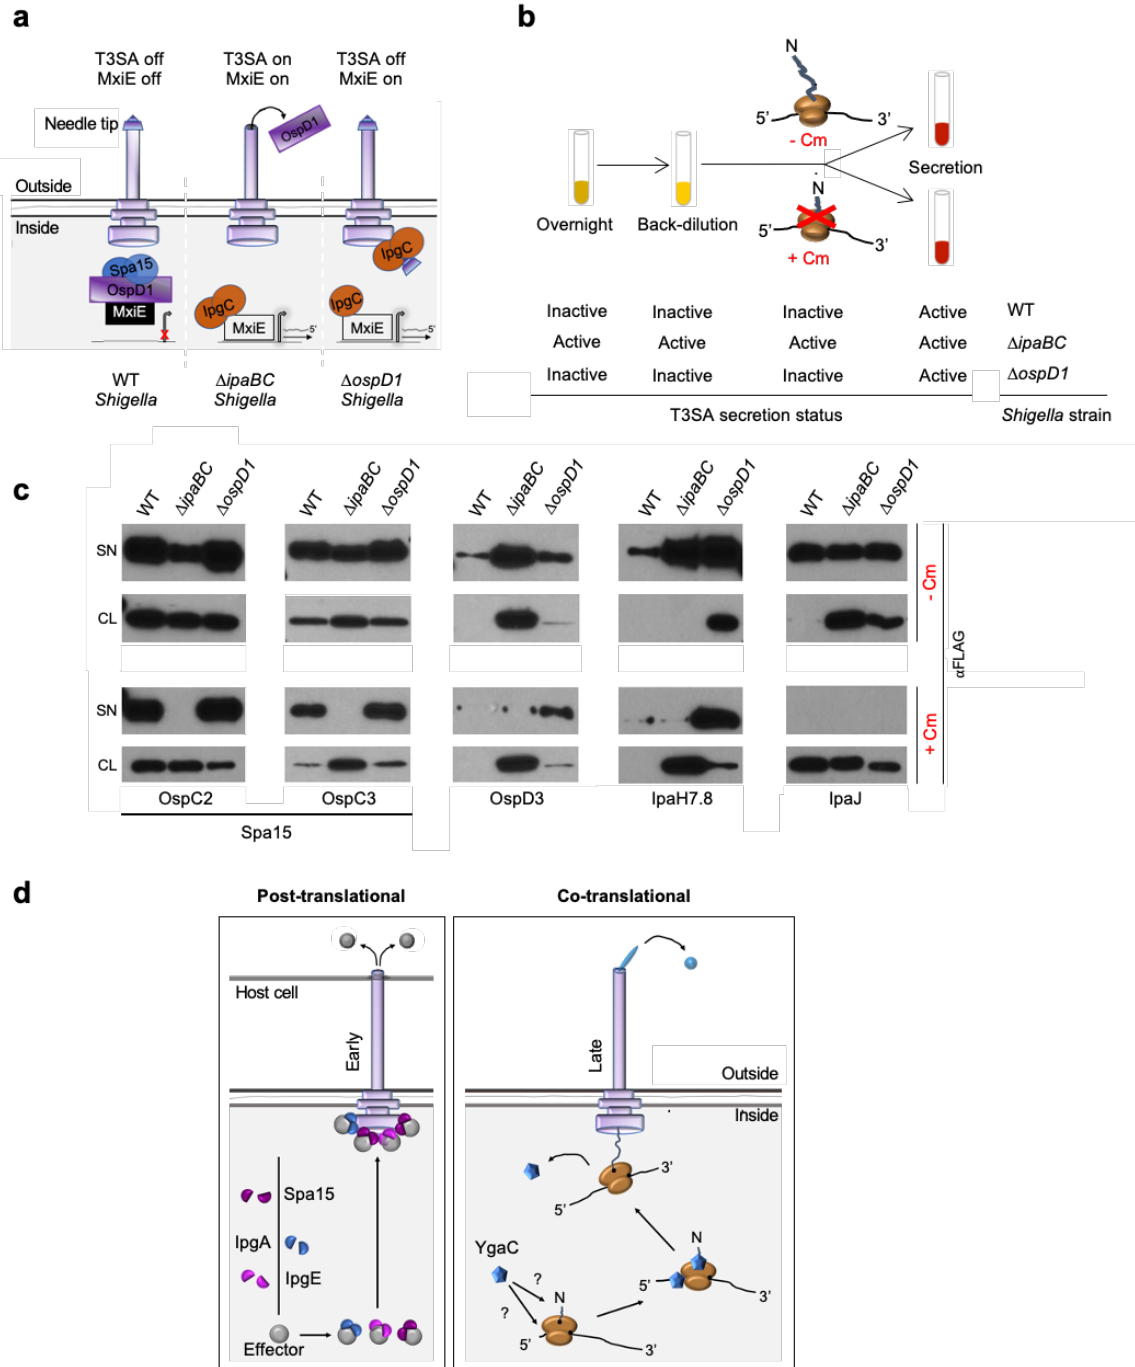 a
T3SA off
MxiE off
T3SA on
MxiE on
T3SA off
MxiE on
Needle tip
OspD1
Outside
Inside
Spa15
OspD1
MxiE
IpgC
MxiE
5'
IpgC
IpgC
MxiE
5'
WT
Shigella
ΔipaBC
Shigella
ΔospD1
Shigella
b
N
5'
3'
- Cm
Secretion
N
5'
3'
+ Cm
Overnight
Back-dilution
Inactive Inactive Inactive Active WT
Active Active Active Active ΔipaBC
Inactive Inactive Inactive Active ΔospD1
T3SA secretion status
Shigella strain
c
WT ΔipaBC ΔospD1 WT ΔipaBC ΔospD1 WT ΔipaBC ΔospD1 WT ΔipaBC ΔospD1 WT ΔipaBC ΔospD1
SN
CL
- Cm
SN
CL
+ Cm
αFLAG
OspC2 OspC3 OspD3 IpaH7.8 IpaJ
Spa15
d
Post-translational
Host cell
Early
Spa15
IpgA
IpgE
Effector
Co-translational
Late
Outside
Inside
3'
5'
YgaC
?
?
N
5'
3'
N
5'
3'